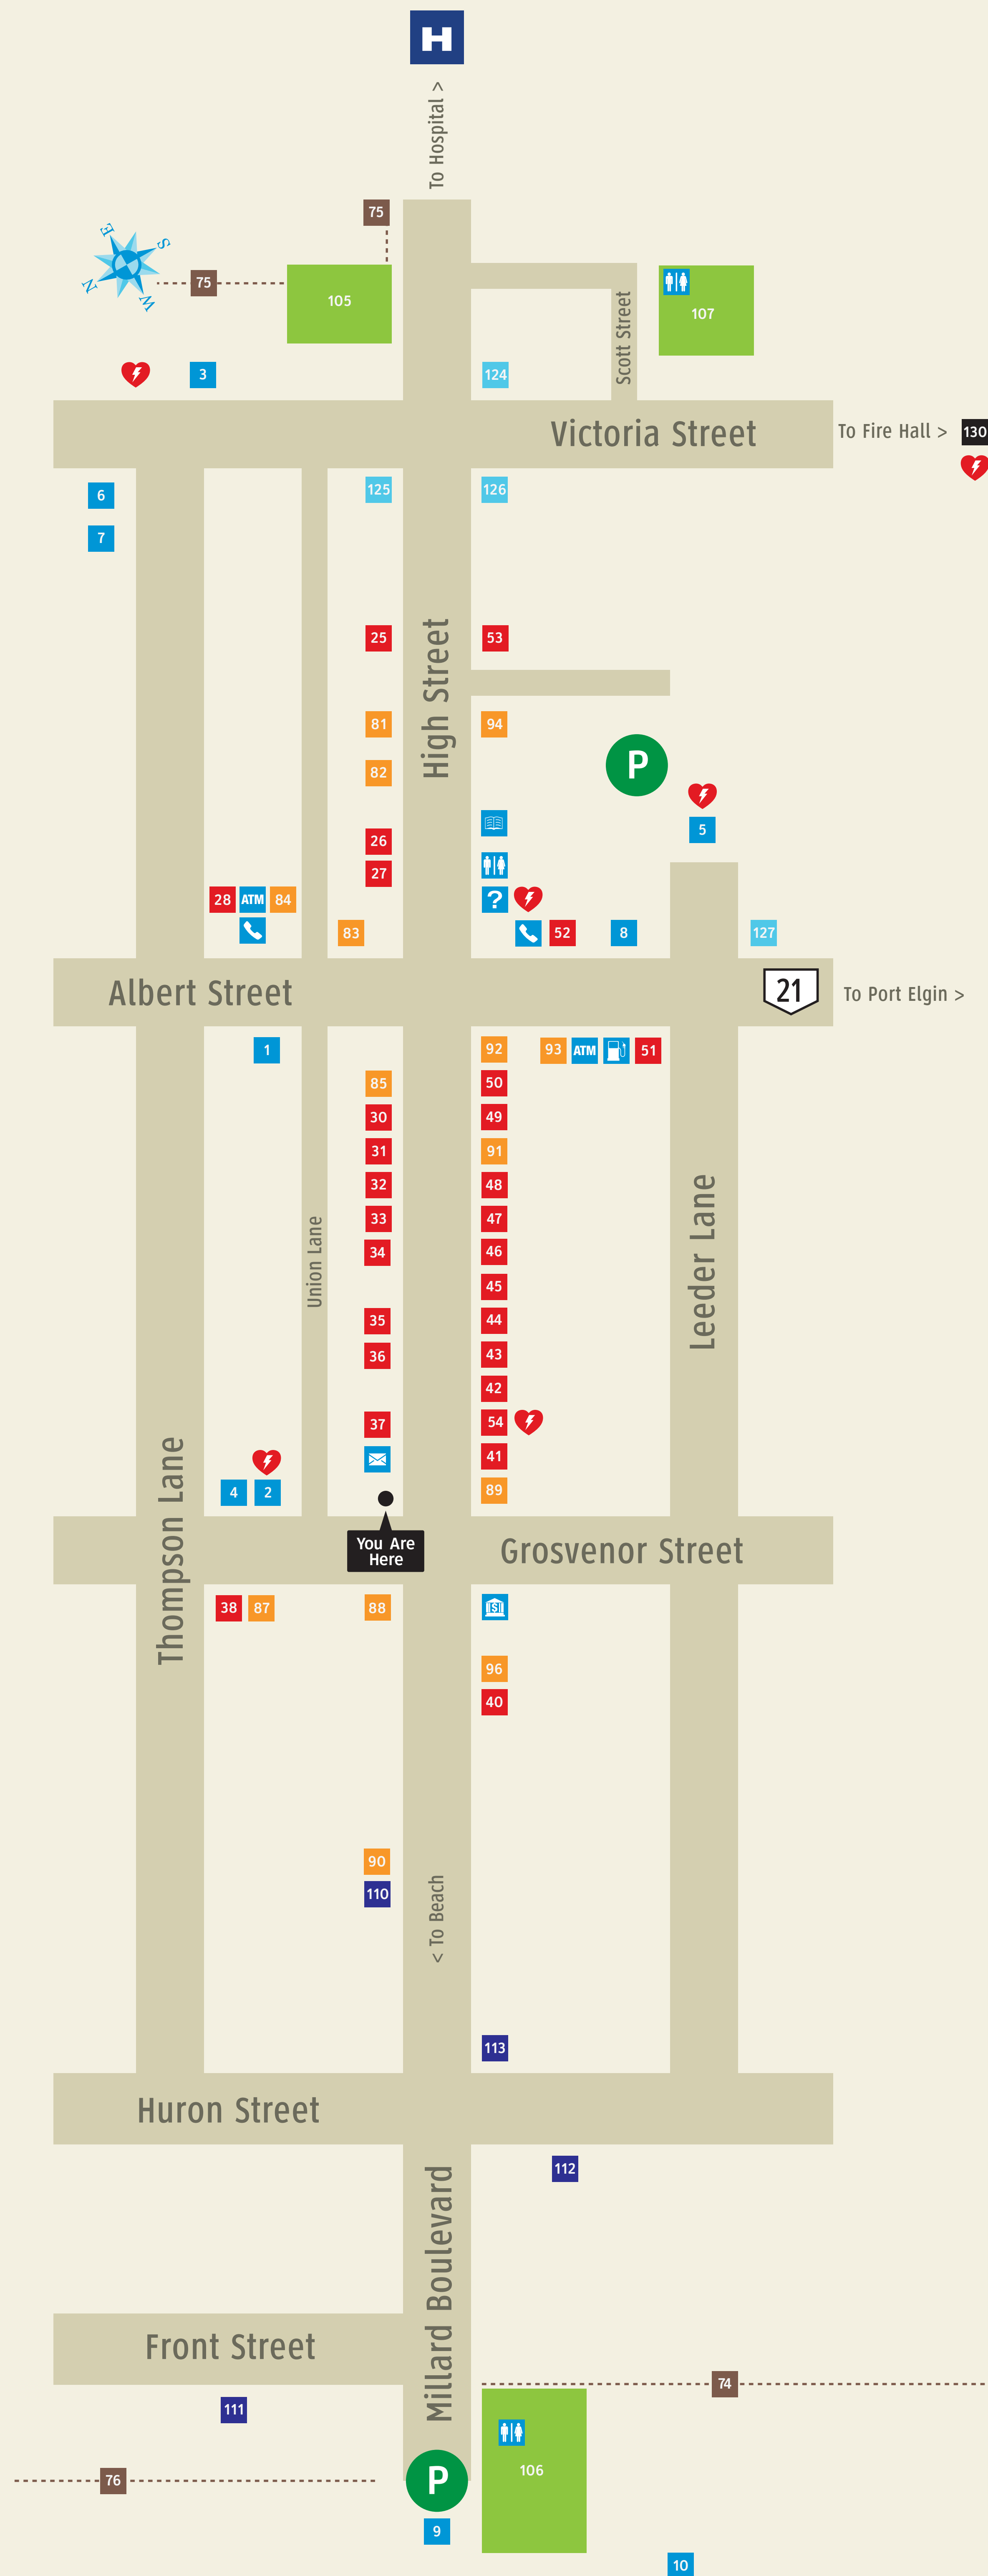 H
To Hospital >
75
E
S
N
W
75
105
107
Scott Street
3
124
Victoria Street
To Fire Hall >
130
6
125
126
7
High Street
25
53
81
94
82
P
5
26
27
28
ATM
84
?
83
52
8
127
Albert Street
21
To Port Elgin >
1
92
93
ATM
51
85
50
30
49
31
91
32
48
33
47
34
46
Union Lane
Leeder Lane
45
35
44
36
43
42
37
54
41
Thompson Lane
4
2
89
You Are
Here
Grosvenor Street
38
87
88
$
96
40
90
110
< To Beach
113
Huron Street
112
Millard Boulevard
Front Street
111
74
76
P
106
9
10